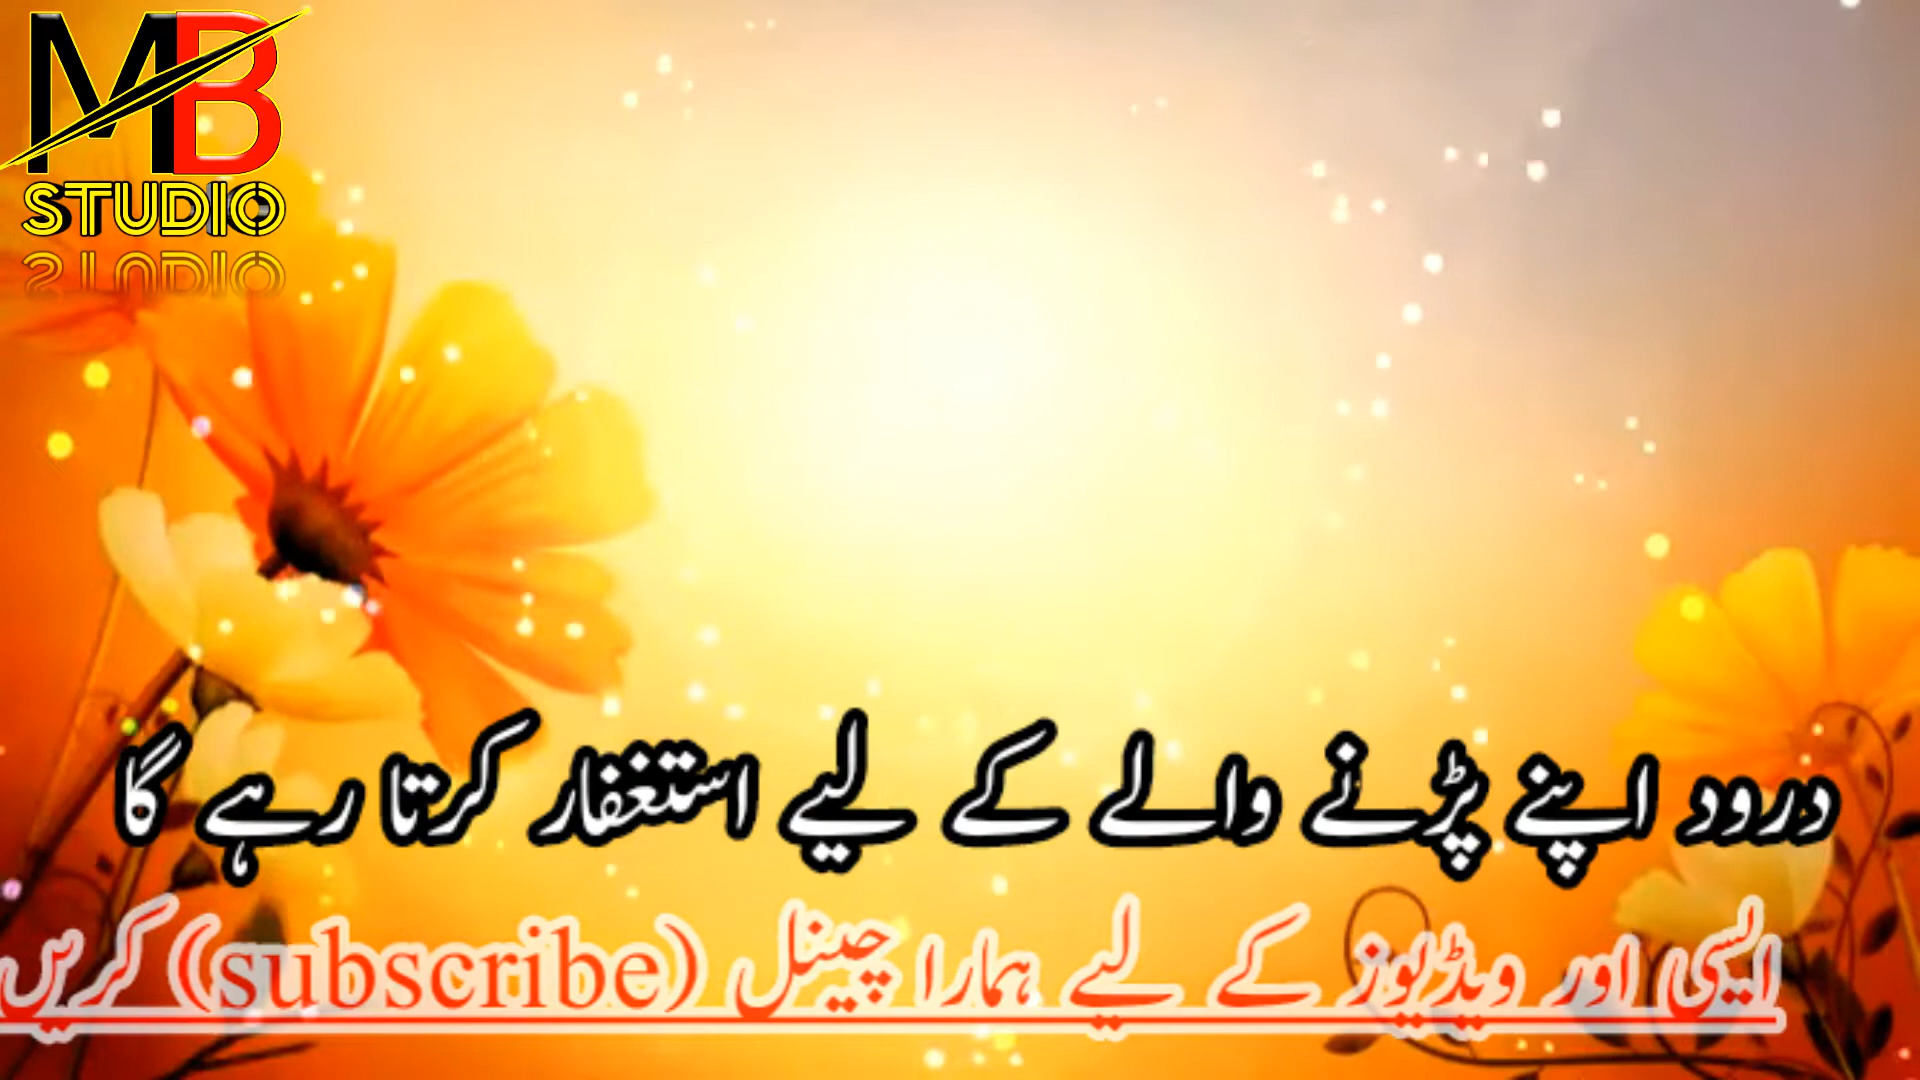 MB
STUDIO
درود اپنے پڑنے والے کے لیے استغفار کرتا رہے گا
ایسی اور ویڈیوز کے لیے ہمارا چینل (subscribe) کریں